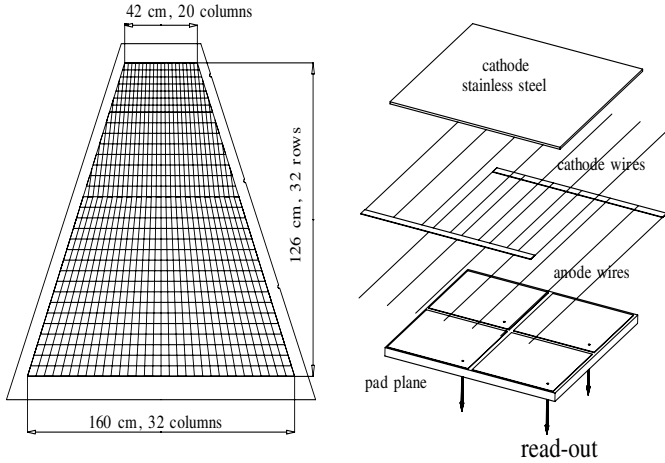 42 cm, 20 columns
126 cm, 32 rows
160 cm, 32 columns
cathode
stainless steel
cathode wires
anode wires
pad plane
read-out